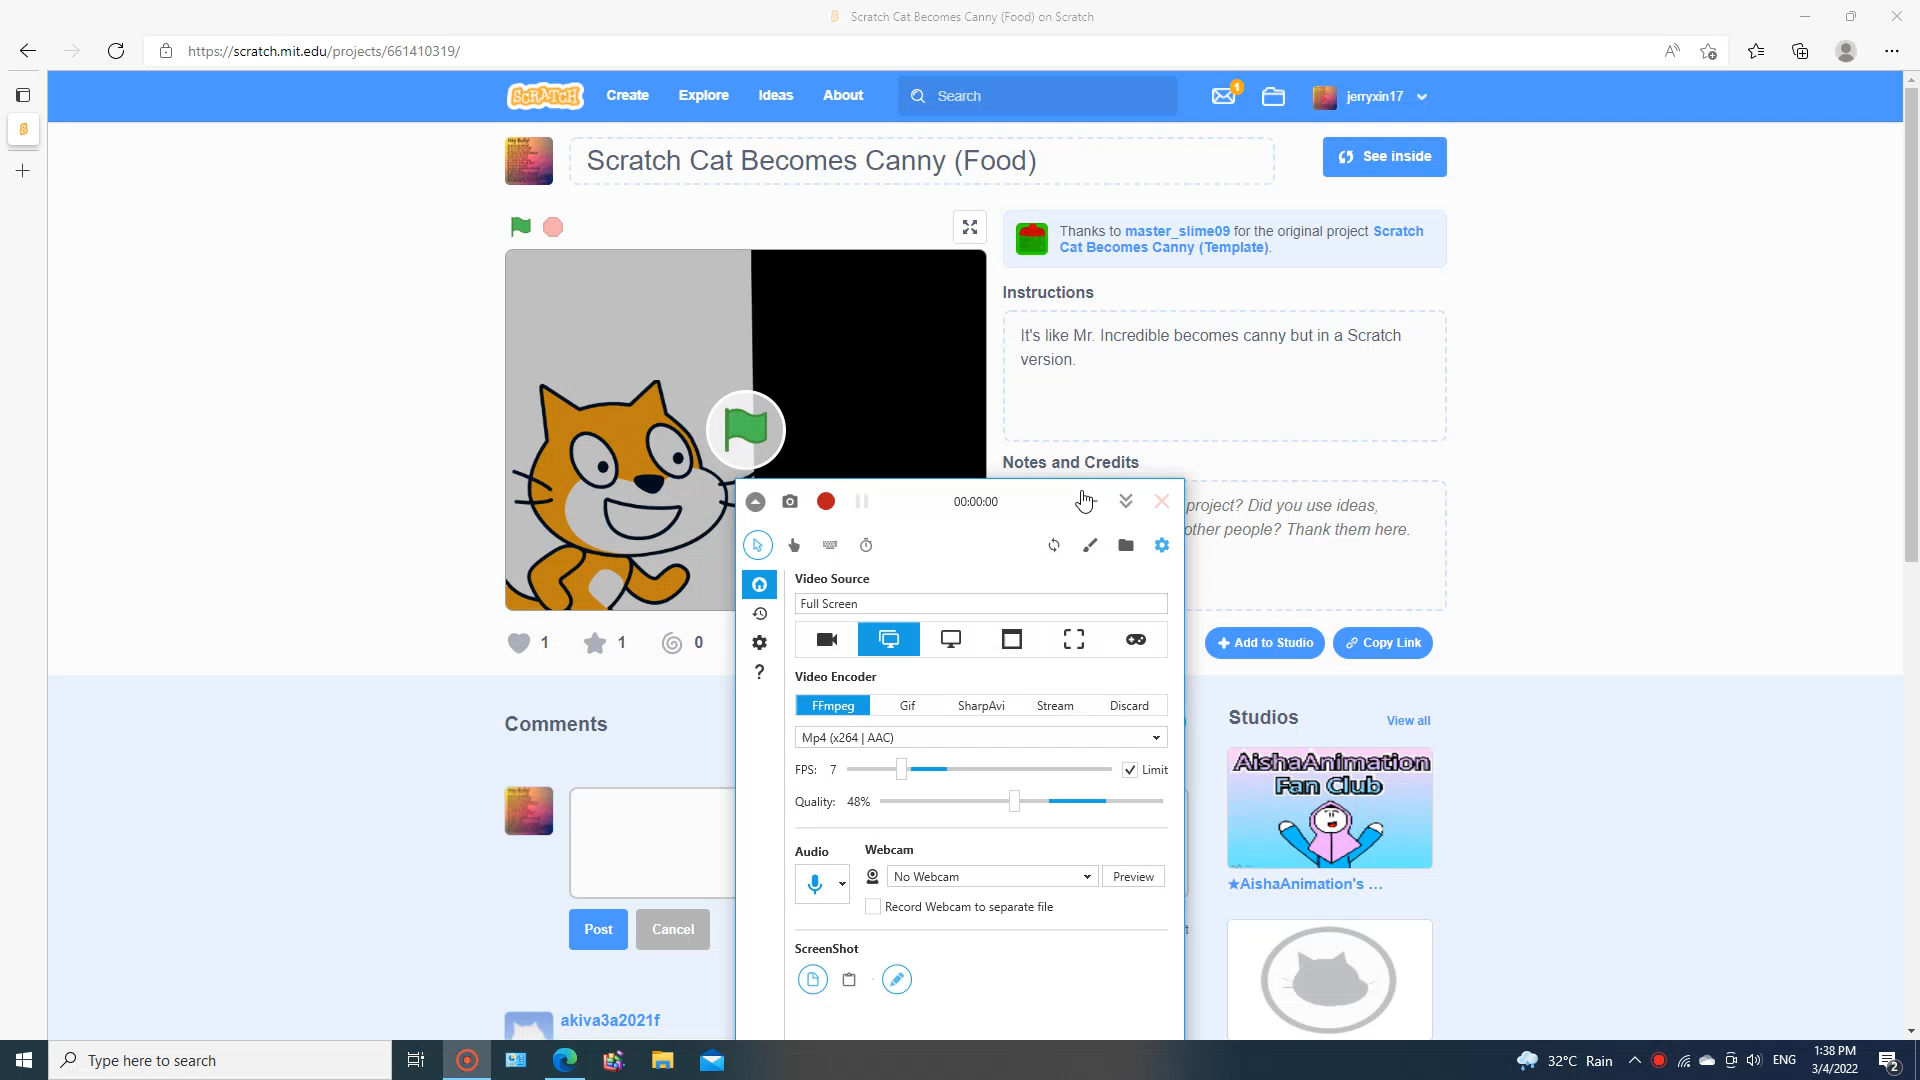 Scratch Cat Becomes Canny (Food) on Scratch
https://scratch.mit.edu/projects/661410319/
SCRATCH Create Explore Ideas About Search 1 jerryxin17
Scratch Cat Becomes Canny (Food)
See inside
Thanks to master_slime09 for the original project Scratch
Cat Becomes Canny (Template).
Instructions
It's like Mr. Incredible becomes canny but in a Scratch
version.
Notes and Credits
project? Did you use ideas,
other people? Thank them here.
00:00:00
Video Source
Full Screen
Video Encoder
FFmpeg Gif SharpAvi Stream Discard
Mp4 (x264 | AAC)
FPS: 7 Limit
Quality: 48%
Audio Webcam
No Webcam Preview
Record Webcam to separate file
ScreenShot
1 1 0
Add to Studio Copy Link
Comments
Post Cancel
akiva3a2021f
Studios View all
AishaAnimation
Fan Club
★AishaAnimation's ...
Type here to search
32°C Rain ENG
1:38 PM
3/4/2022
2